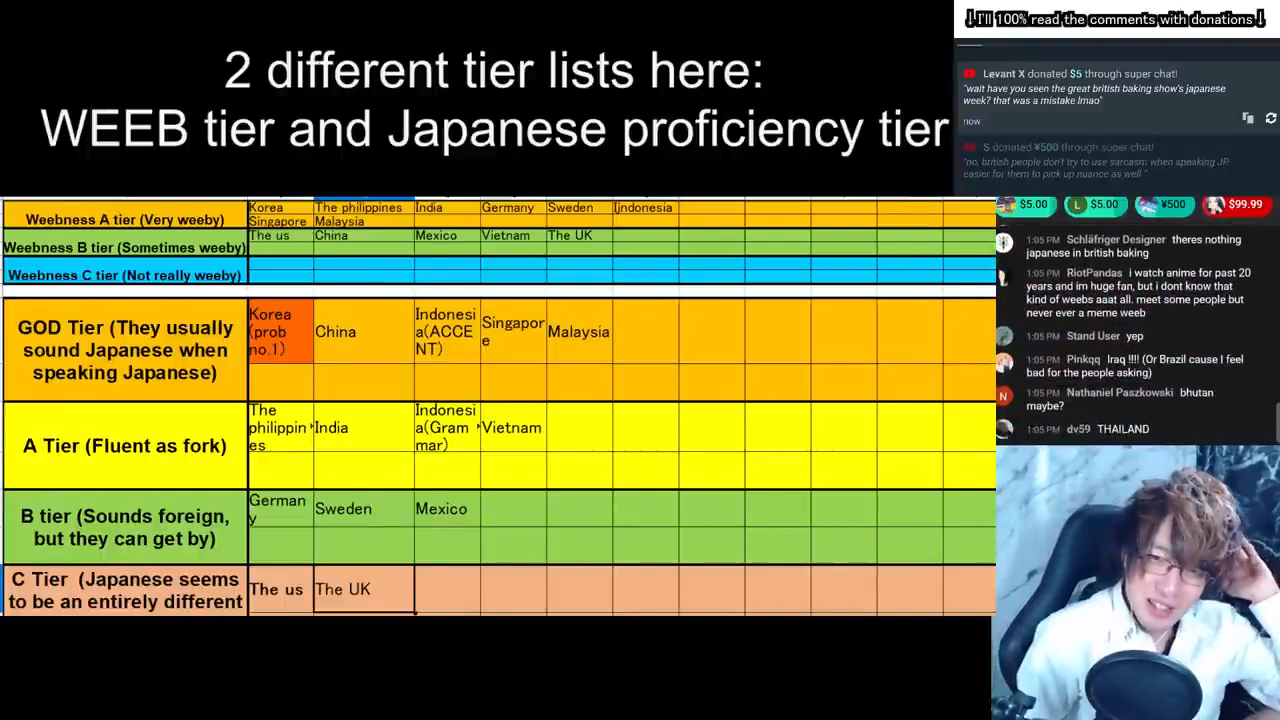 2 different tier lists here:
WEEB tier and Japanese proficiency tier
↓I'll 100% read the comments with donations↓
Levant X donated $5 through super chat!
"wait have you seen the great british baking show's japanese
week? that was a mistake lmao"
now
S donated ¥500 through super chat!
"no, british people don't try to use sarcasm when speaking JP.
easier for them to pick up nuance as well "
$5.00 L $5.00 ¥500 $99.99
1:05 PM Schläfriger Designer theres nothing
japanese in british baking
1:05 PM RiotPandas i watch anime for past 20
years and im huge fan, but i dont know that
kind of weebs aaat all. meet some people but
never ever a meme weeb
1:05 PM Stand User yep
1:05 PM Pinkqq Iraq !!!! (Or Brazil cause I feel
bad for the people asking)
N 1:05 PM Nathaniel Paszkowski bhutan
maybe?
1:05 PM dv59 THAILAND
Weebness A tier (Very weeby) Korea The philippines India Germany Sweden Indonesia
Singapore Malaysia
Weebness B tier (Sometimes weeby) The us China Mexico Vietnam The UK
Weebness C tier (Not really weeby)
GOD Tier (They usually
sound Japanese when
speaking Japanese)
Korea
(prob
no.1)
China
Indonesi
a(ACCE
NT)
Singapor
e
Malaysia
A Tier (Fluent as fork)
The
philippin
es
India
Indonesi
a(Gram
mar)
Vietnam
B tier (Sounds foreign,
but they can get by)
German
y
Sweden
Mexico
C Tier (Japanese seems
to be an entirely different
The us
The UK